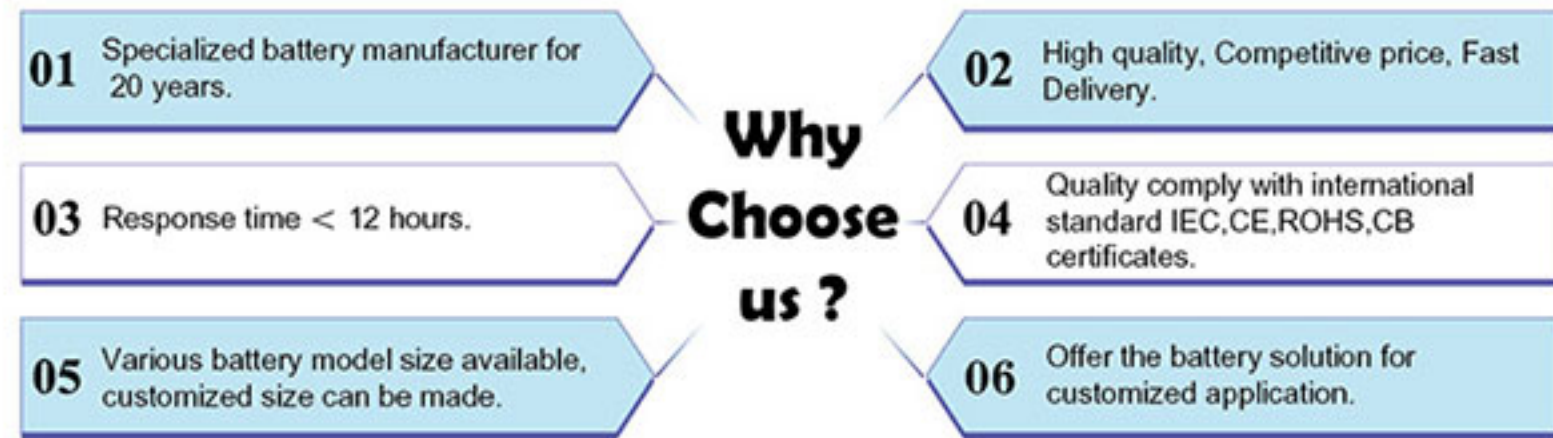 01 Specialized battery manufacturer for
20 years.
02 High quality, Competitive price, Fast
Delivery.
Why
Choose
us ?
03 Response time < 12 hours.
04 Quality comply with international
standard IEC,CE,ROHS,CB
certificates.
05 Various battery model size available,
customized size can be made.
06 Offer the battery solution for
customized application.